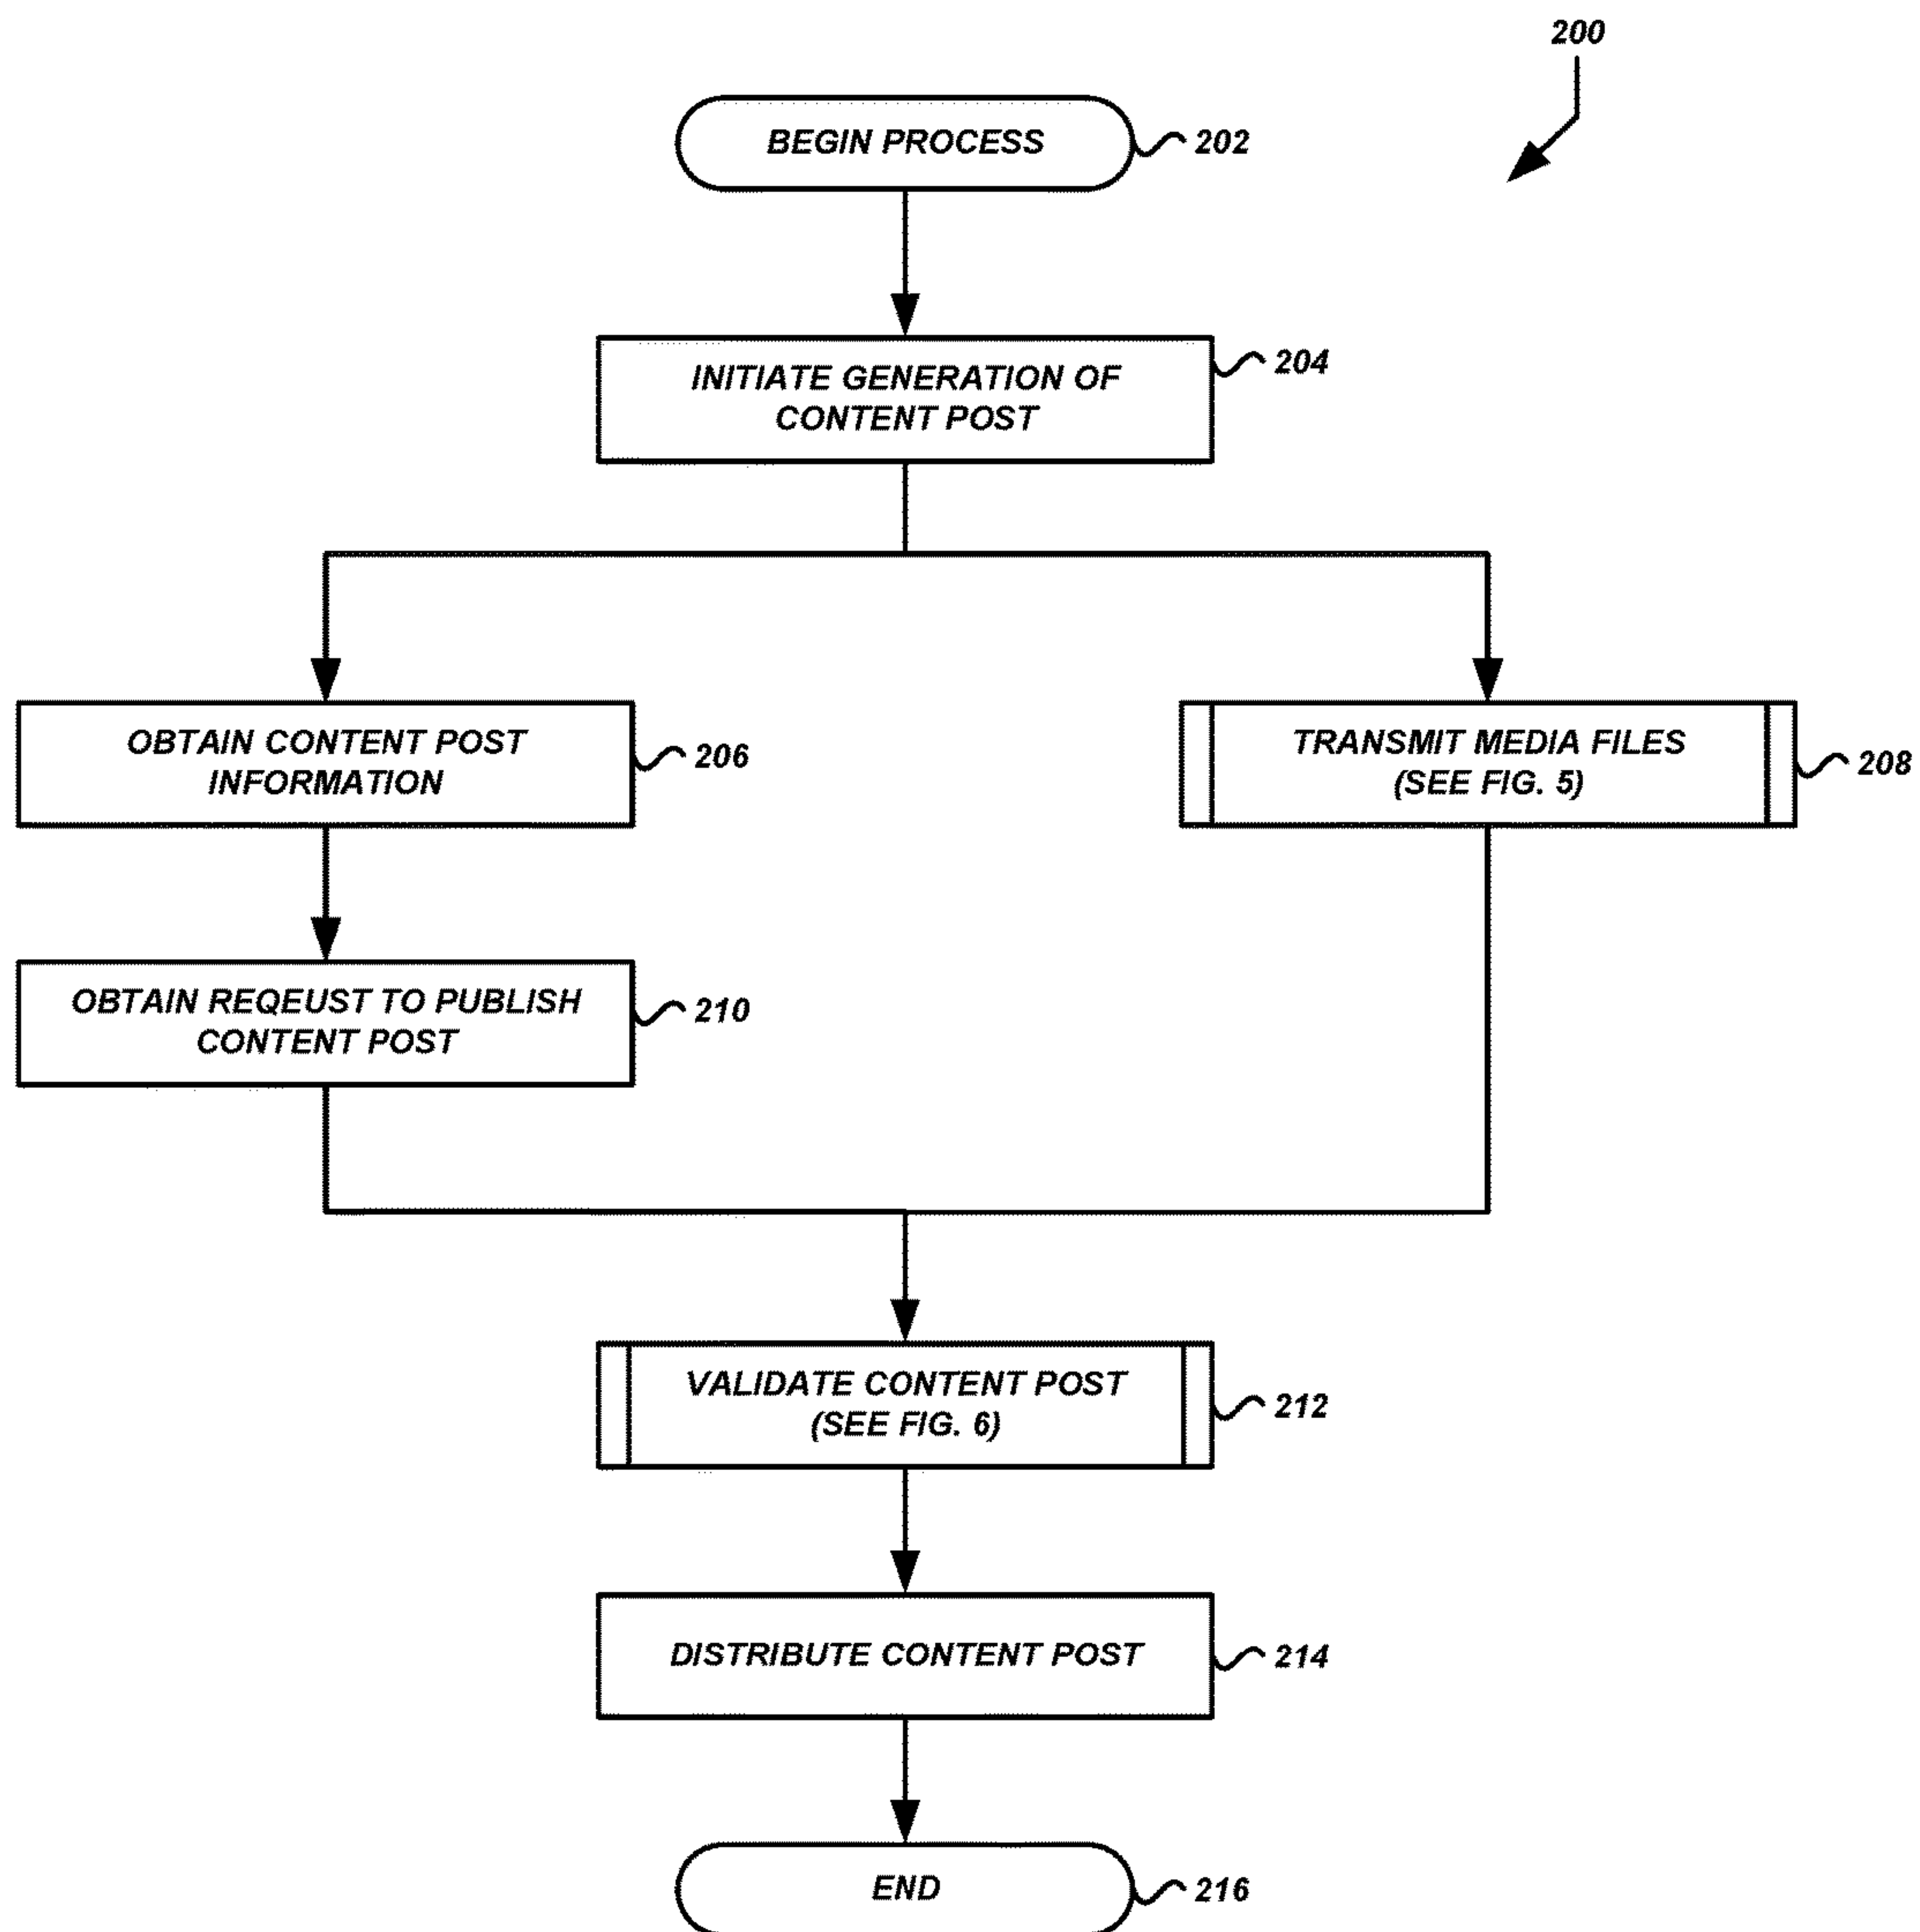 200
BEGIN PROCESS
202
INITIATE GENERATION OF
CONTENT POST
204
OBTAIN CONTENT POST
INFORMATION
206
TRANSMIT MEDIA FILES
(SEE FIG. 5)
208
OBTAIN REQEUST TO PUBLISH
CONTENT POST
210
VALIDATE CONTENT POST
(SEE FIG. 6)
212
DISTRIBUTE CONTENT POST
214
END
216